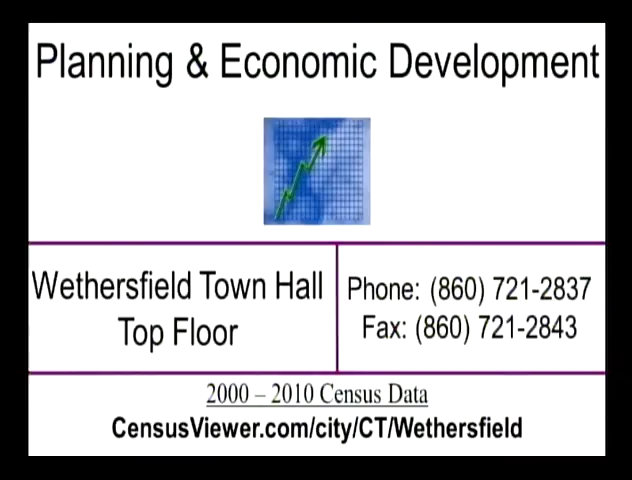 Planning & Economic Development
Wethersfield Town Hall
Top Floor
Phone: (860) 721-2837
Fax: (860) 721-2843
2000 – 2010 Census Data
CensusViewer.com/city/CT/Wethersfield